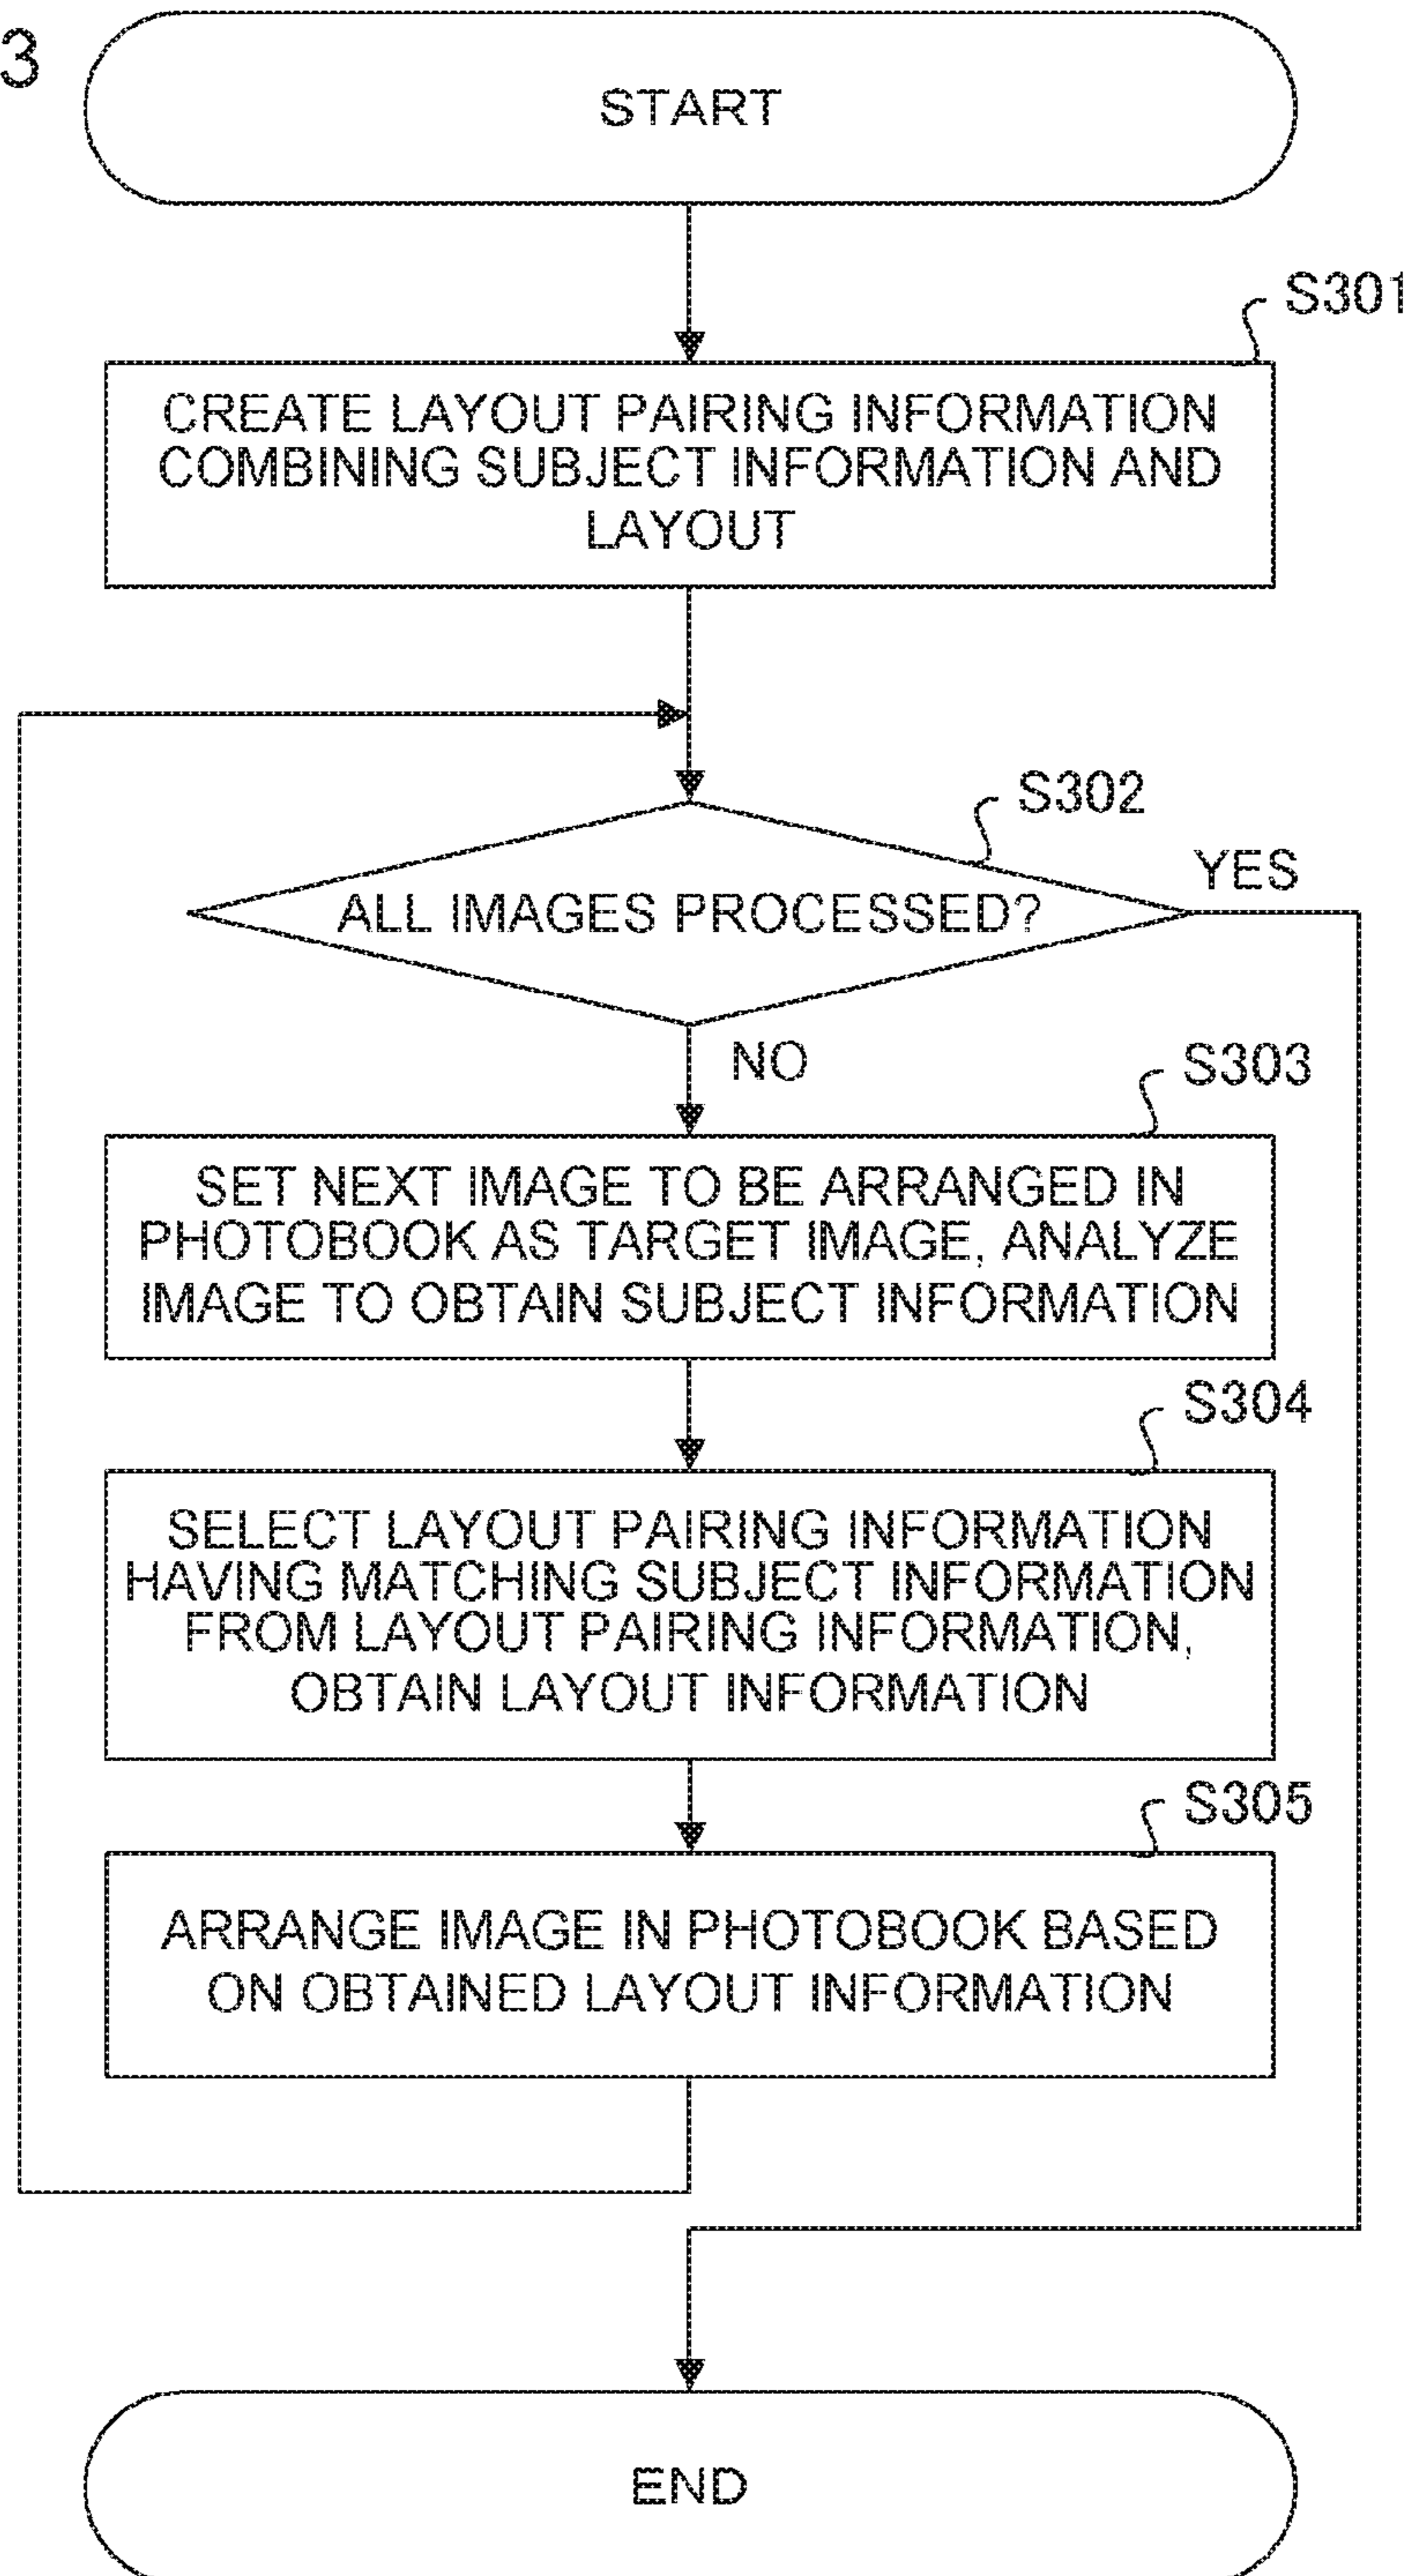 3
START
S301
CREATE LAYOUT PAIRING INFORMATION
COMBINING SUBJECT INFORMATION AND
LAYOUT
S302
YES
ALL IMAGES PROCESSED?
NO
S303
SET NEXT IMAGE TO BE ARRANGED IN
PHOTOBOOK AS TARGET IMAGE, ANALYZE
IMAGE TO OBTAIN SUBJECT INFORMATION
S304
SELECT LAYOUT PAIRING INFORMATION
HAVING MATCHING SUBJECT INFORMATION
FROM LAYOUT PAIRING INFORMATION,
OBTAIN LAYOUT INFORMATION
S305
ARRANGE IMAGE IN PHOTOBOOK BASED
ON OBTAINED LAYOUT INFORMATION
END